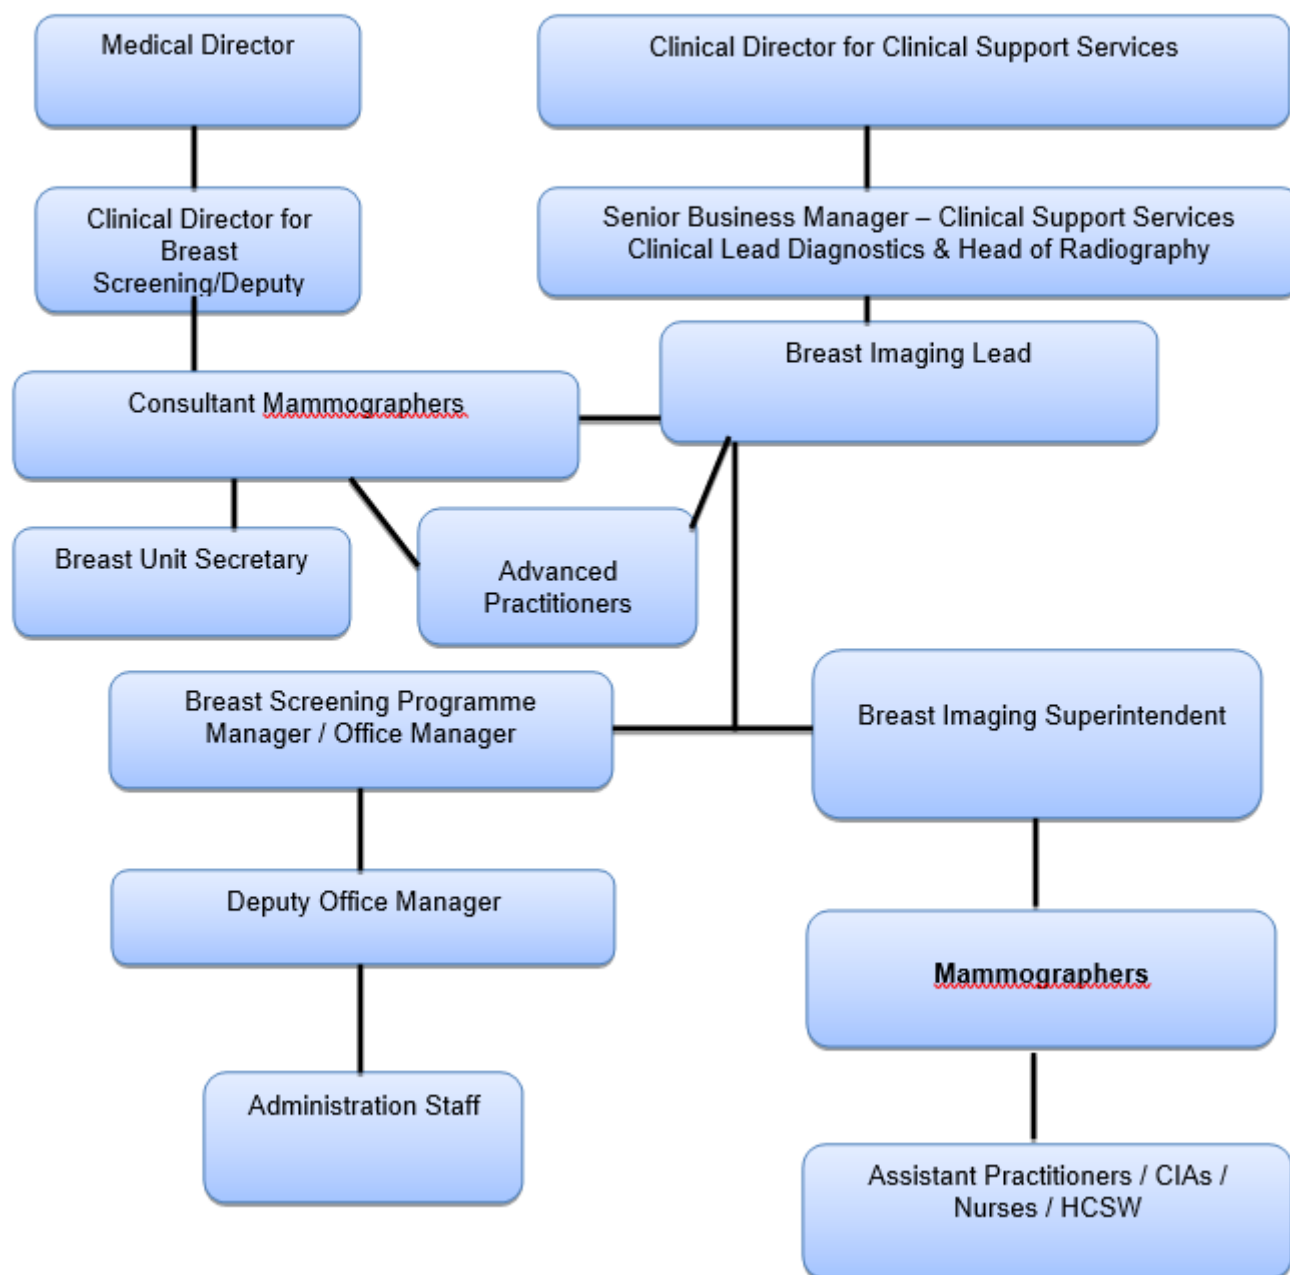 Medical Director
Clinical Director for Clinical Support Services
Clinical Director for
Breast
Screening/Deputy
Senior Business Manager – Clinical Support Services
Clinical Lead Diagnostics & Head of Radiography
Breast Imaging Lead
Consultant Mammographers
Breast Unit Secretary
Advanced
Practitioners
Breast Screening Programme
Manager / Office Manager
Breast Imaging Superintendent
Deputy Office Manager
Mammographers
Administration Staff
Assistant Practitioners / CIAs /
Nurses / HCSW